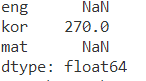 eng NaN
kor 270.0
mat NaN
dtype: float64